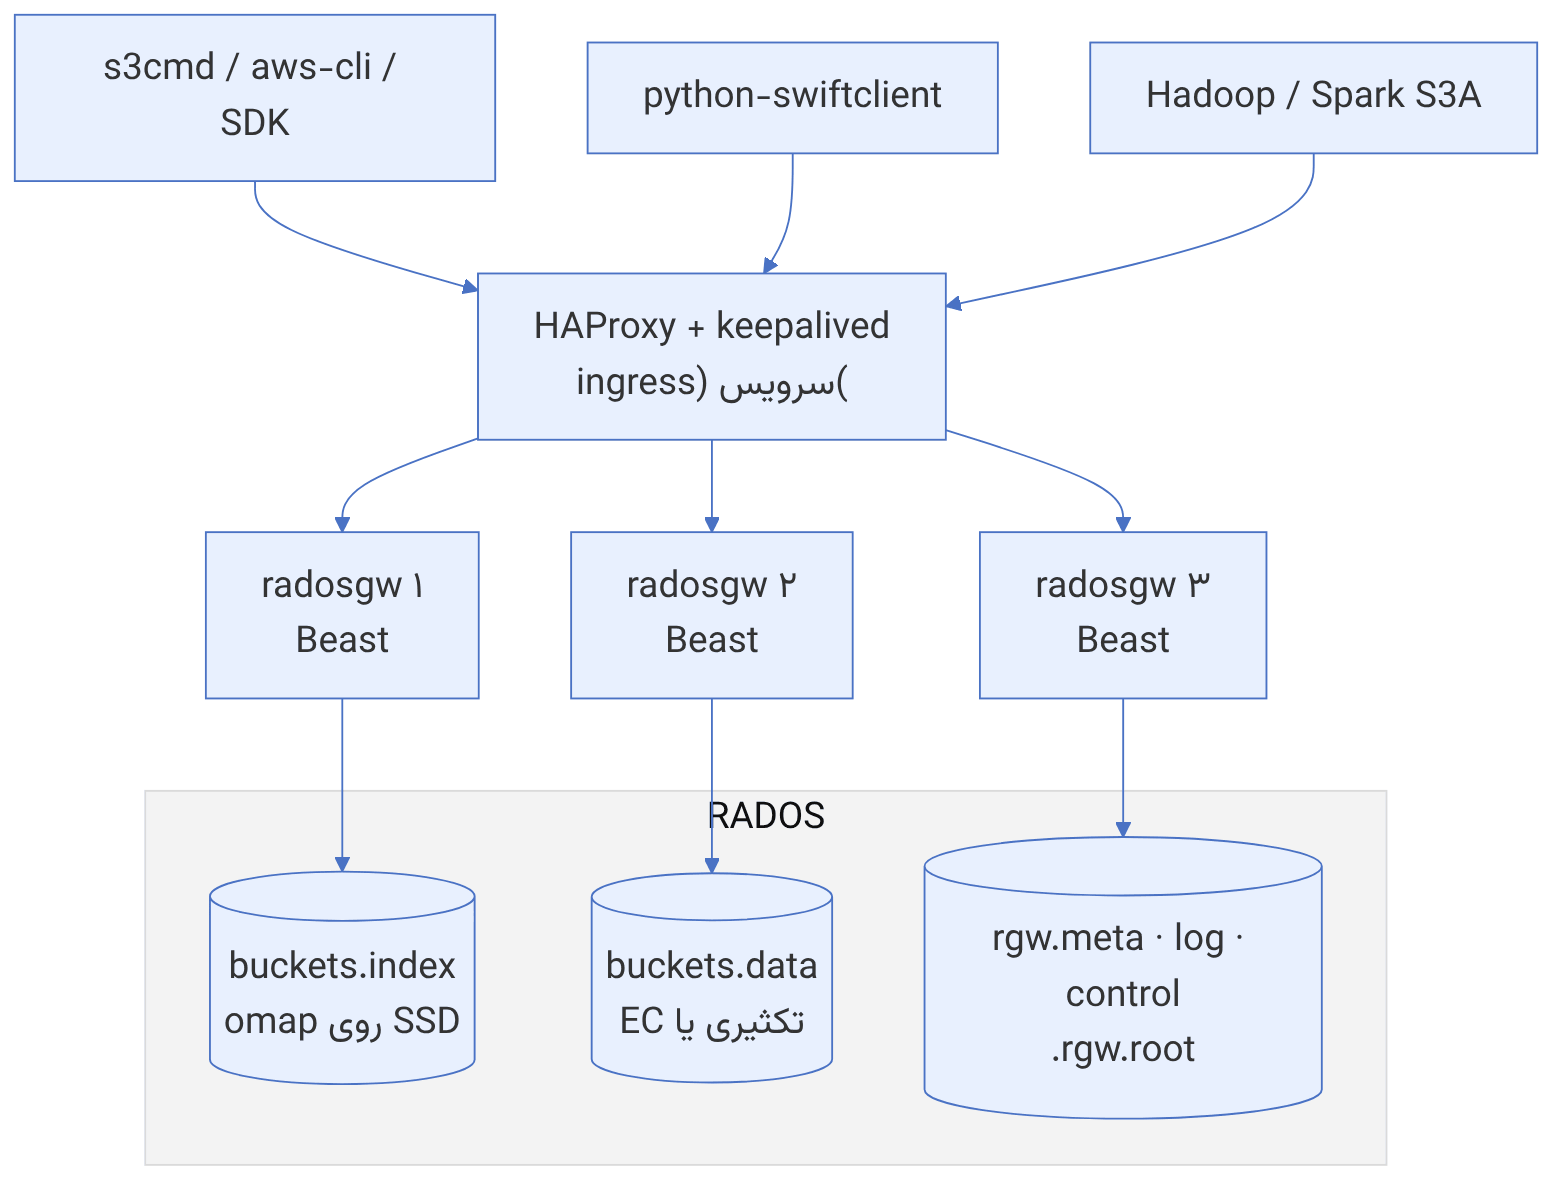 s3cmd / aws-cli /
SDK
python-swiftclient
Hadoop / Spark S3A
HAProxy + keepalived
ingress) سرویس(
radosgw ۱
Beast
radosgw ۲
Beast
radosgw ۳
Beast
RADOS
buckets.index
omap روی SSD
buckets.data
EC تکثیری یا
rgw.meta · log ·
control
.rgw.root